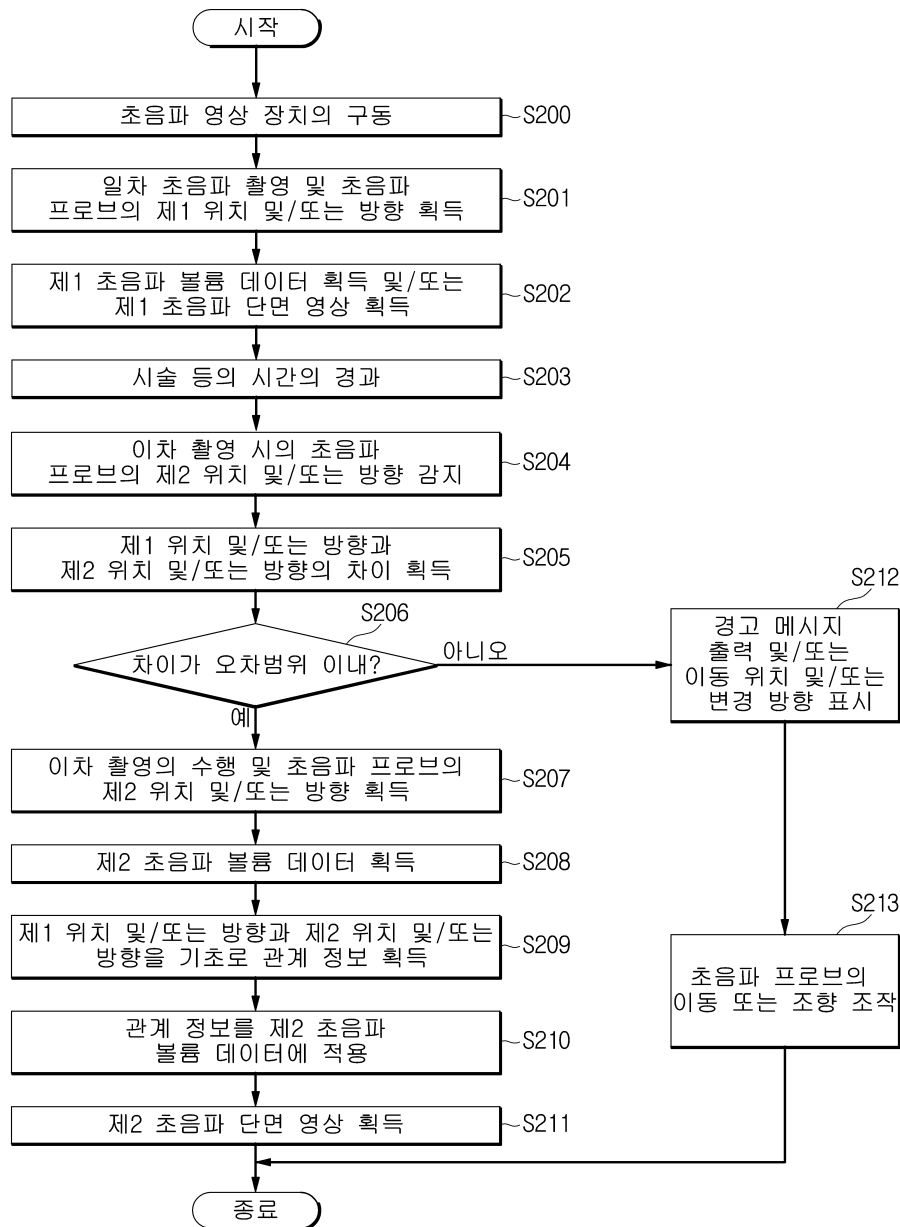 시작
초음파 영상 장치의 구동
S200
일차 초음파 촬영 및 초음파
프로브의 제1 위치 및/또는 방향 획득
S201
제1 초음파 볼륨 데이터 획득 및/또는
제1 초음파 단면 영상 획득
S202
시술 등의 시간의 경과
S203
이차 촬영 시의 초음파
프로브의 제2 위치 및/또는 방향 감지
S204
제1 위치 및/또는 방향과
제2 위치 및/또는 방향의 차이 획득
S205
S206
차이가 오차범위 이내?
아니오
예
S212
경고 메시지
출력 및/또는
이동 위치 및/또는
변경 방향 표시
이차 촬영의 수행 및 초음파 프로브의
제2 위치 및/또는 방향 획득
S207
제2 초음파 볼륨 데이터 획득
S208
제1 위치 및/또는 방향과 제2 위치 및/또는
방향을 기초로 관계 정보 획득
S209
S213
초음파 프로브의
이동 또는 조향 조작
관계 정보를 제2 초음파
볼륨 데이터에 적용
S210
제2 초음파 단면 영상 획득
S211
종료